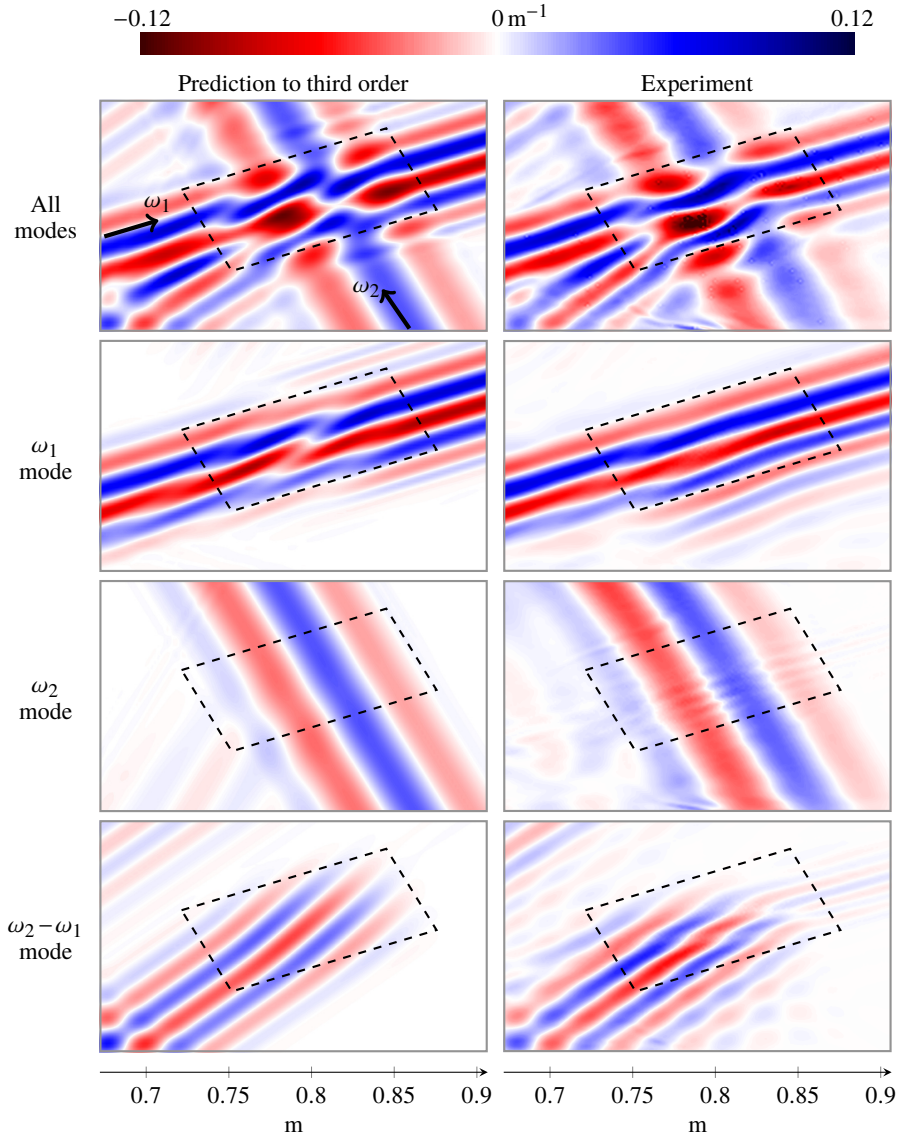 −0.12 0 m⁻¹ 0.12
Prediction to third order Experiment
All
modes
ω₁
ω₂
ω₁
mode
ω₂
mode
ω₂−ω₁
mode
0.7 0.75 0.8 0.85 0.9 0.7 0.75 0.8 0.85 0.9
m m